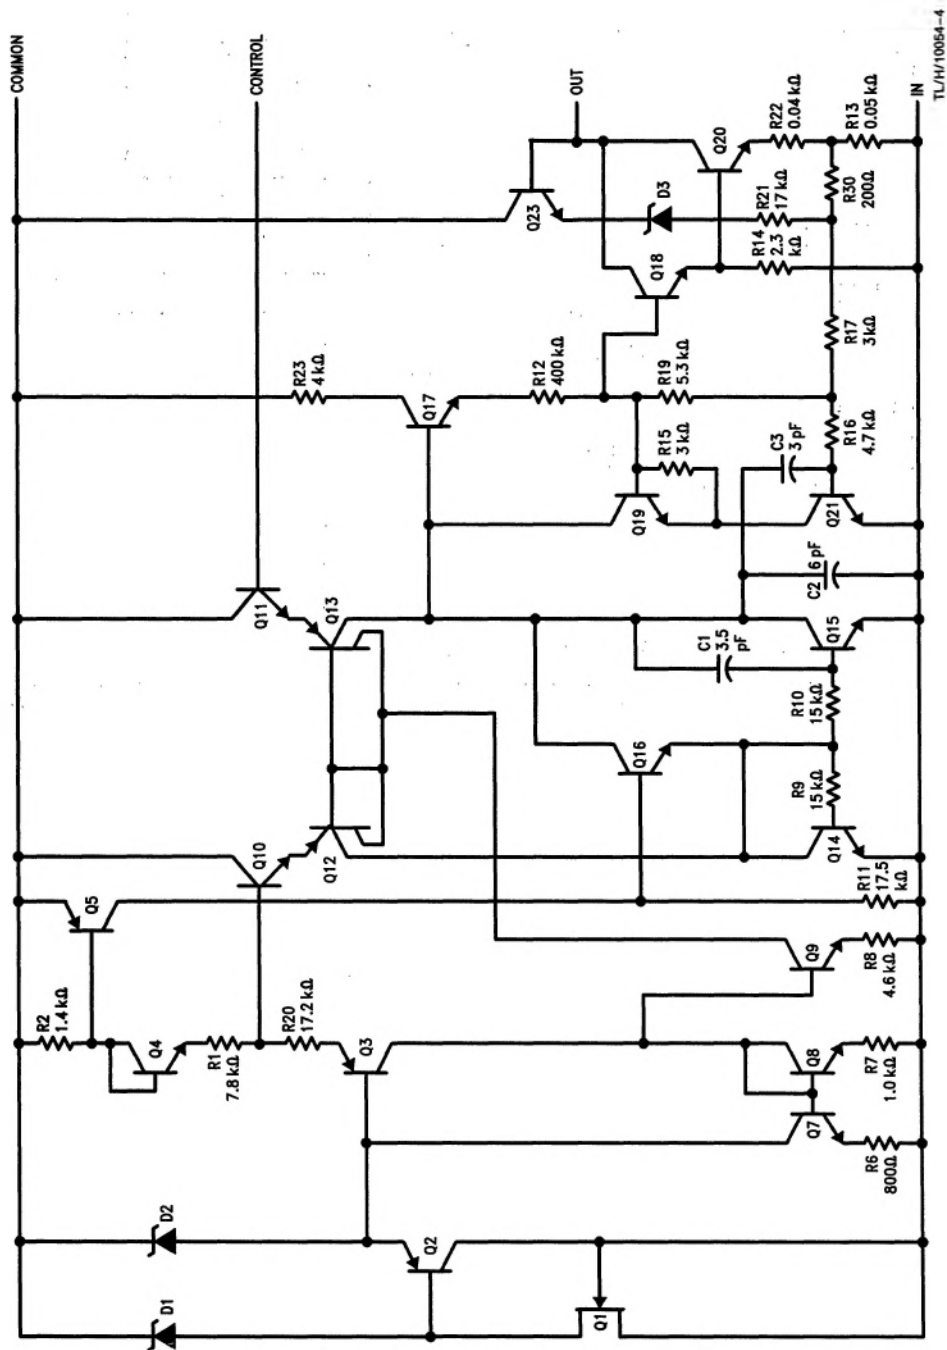 COMMON
CONTROL
OUT
IN
TL/H/10054-4
D1
D2
Q1
Q2
R2
1.4 kΩ
Q4
R1
7.8 kΩ
R20
17.2 kΩ
Q3
Q7
Q8
R6
800Ω
R7
1.0 kΩ
Q5
Q9
R8
4.6 kΩ
R11
17.5
kΩ
Q10
Q12
Q11
Q13
Q14
R9
15 kΩ
R10
15 kΩ
Q16
Q15
C1
3.5
pF
C2
6 pF
C3
3 pF
Q17
R23
4 kΩ
R12
400 kΩ
R19
5.3 kΩ
R15
3 kΩ
Q19
Q21
R16
4.7 kΩ
R17
3kΩ
Q18
Q23
D3
R21
17 kΩ
R14
2.3
kΩ
Q20
R22
0.04 kΩ
R30
200Ω
R13
0.05 kΩ